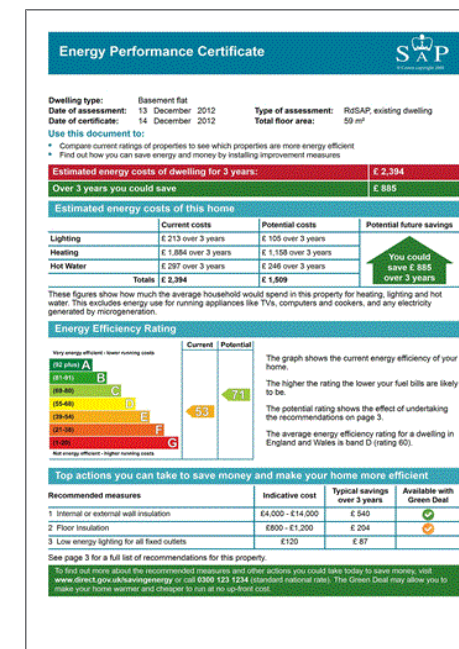 Energy Performance Certificate
SAP
Dwelling type: Basement flat
Date of assessment: 13 December 2012 Type of assessment: RdSAP, existing dwelling
Date of certificate: 14 December 2012 Total floor area: 59 m²
Use this document to:
• Compare current ratings of properties to see which properties are more energy efficient
• Find out how you can save energy and money by installing improvement measures
Estimated energy costs of dwelling for 3 years: £ 2,394
Over 3 years you could save £ 885
Estimated energy costs of this home
Current costs Potential costs Potential future savings
Lighting £ 213 over 3 years £ 105 over 3 years
Heating £ 1,884 over 3 years £ 1,158 over 3 years
Hot Water £ 297 over 3 years £ 246 over 3 years
Totals £ 2,394 £ 1,509
You could
save £ 885
over 3 years
These figures show how much the average household would spend in this property for heating, lighting and hot
water. This excludes energy use for running appliances like TVs, computers and cookers, and any electricity
generated by microgeneration.
Energy Efficiency Rating
Current Potential
Very energy efficient - lower running costs
(92 plus) A
(81-91) B
(69-80) C
(55-68) D
(39-54) E
(21-38) F
(1-20) G
Not energy efficient - higher running costs
53
71
The graph shows the current energy efficiency of your
home.
The higher the rating the lower your fuel bills are likely
to be.
The potential rating shows the effect of undertaking
the recommendations on page 3.
The average energy efficiency rating for a dwelling in
England and Wales is band D (rating 60).
Top actions you can take to save money and make your home more efficient
Recommended measures Indicative cost Typical savings over 3 years Available with Green Deal
1 Internal or external wall insulation £4,000 - £14,000 £ 540
2 Floor Insulation £800 - £1,200 £ 204
3 Low energy lighting for all fixed outlets £120 £ 87
See page 3 for a full list of recommendations for this property.
To find out more about the recommended measures and other actions you could take today to save money, visit
www.direct.gov.uk/savingenergy or call 0300 123 1234 (standard national rate). The Green Deal may allow you to
make your home warmer and cheaper to run at no up-front cost.